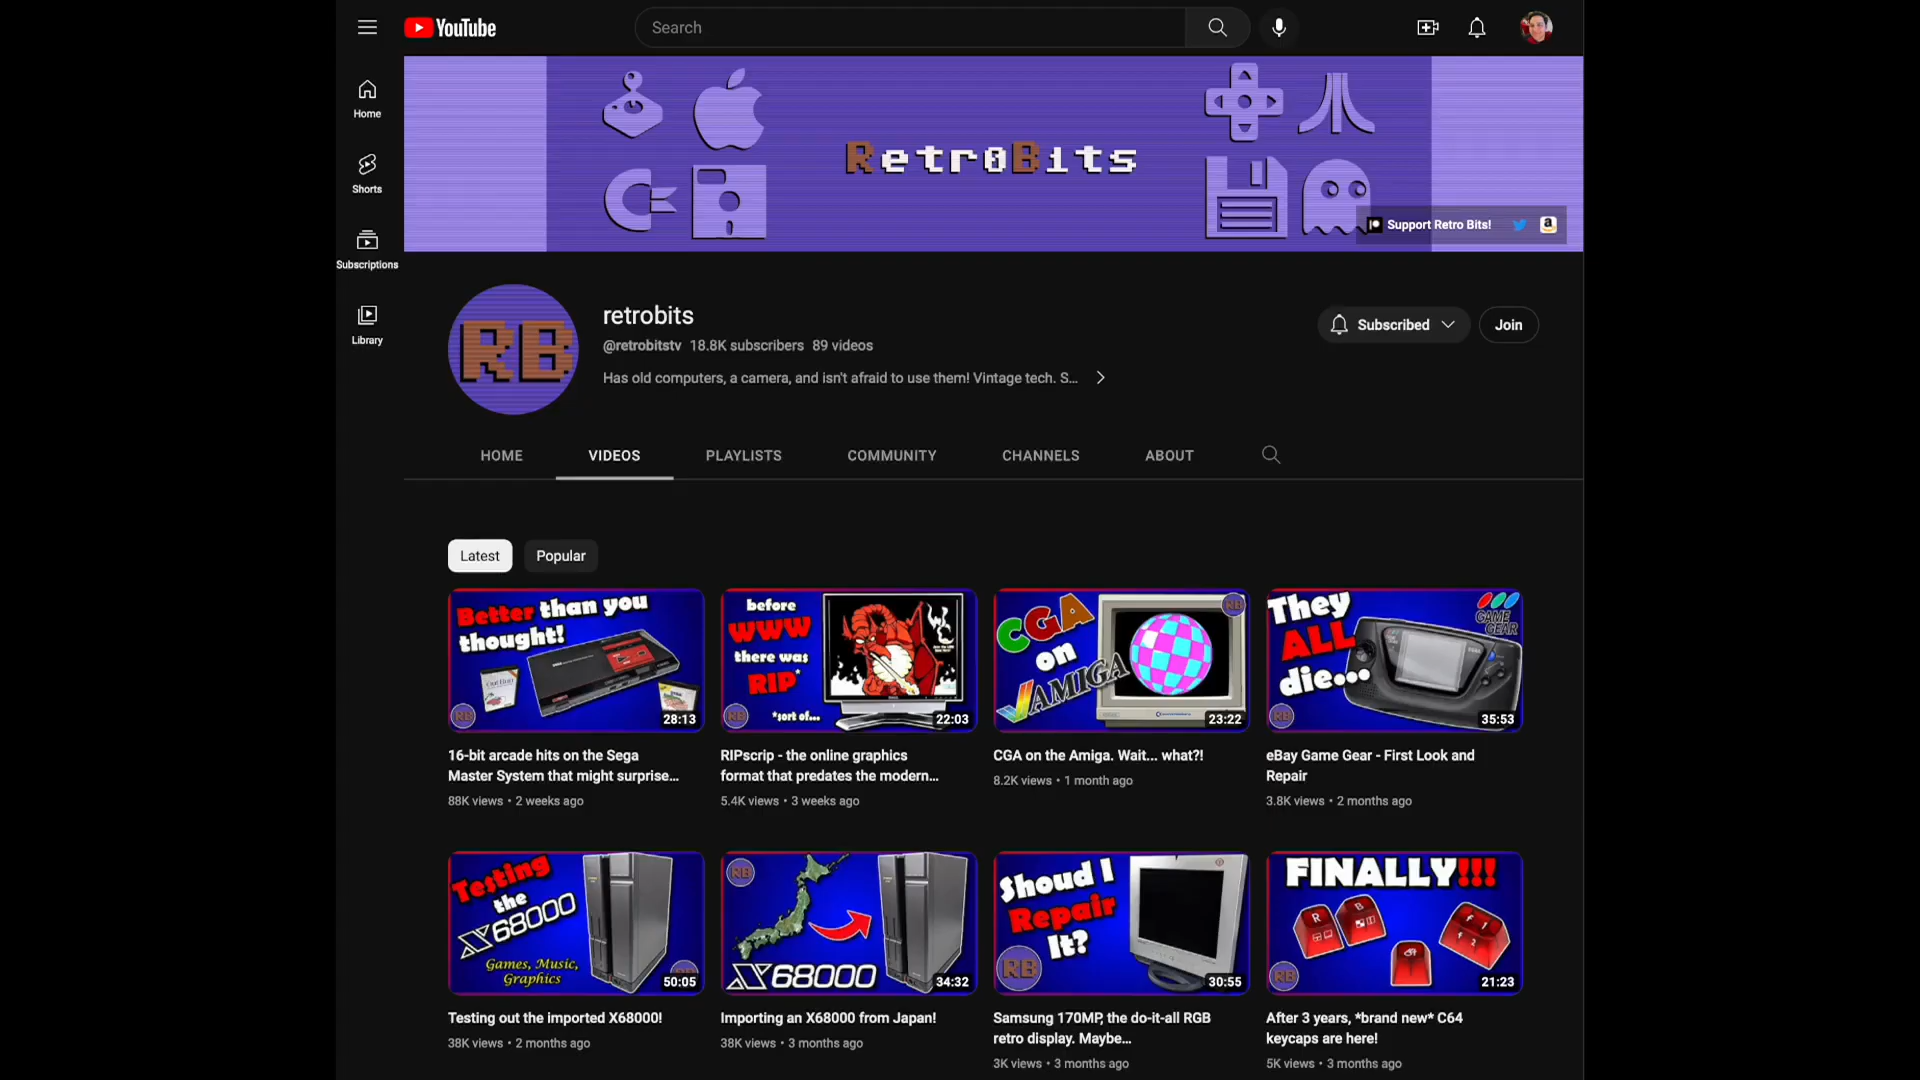 YouTube
Search
Home
Shorts
Subscriptions
Library
RetroBits
Support Retro Bits!
RB
retrobits
@retrobitstv 18.8K subscribers 89 videos
Has old computers, a camera, and isn't afraid to use them! Vintage tech. S...
Subscribed
Join
HOME
VIDEOS
PLAYLISTS
COMMUNITY
CHANNELS
ABOUT
Latest
Popular
Better than you
thought!
28:13
16-bit arcade hits on the Sega
Master System that might surprise...
88K views • 2 weeks ago
before
WWW
there was
RIP*
*sort of...
22:03
RIPscrip - the online graphics
format that predates the modern...
5.4K views • 3 weeks ago
CGA
on
AMIGA
RB
23:22
CGA on the Amiga. Wait... what?!
8.2K views • 1 month ago
They
ALL
die...
GAME
GEAR
35:53
eBay Game Gear - First Look and
Repair
3.8K views • 2 months ago
Testing
the
X68000
Games, Music,
Graphics
50:05
Testing out the imported X68000!
38K views • 2 months ago
RB
X68000
34:32
Importing an X68000 from Japan!
38K views • 3 months ago
Shoud I
Repair
It?
RB
30:55
Samsung 170MP, the do-it-all RGB
retro display. Maybe...
3K views • 3 months ago
FINALLY!!!
R
B
f 1
f 2
RB
21:23
After 3 years, *brand new* C64
keycaps are here!
5K views • 3 months ago